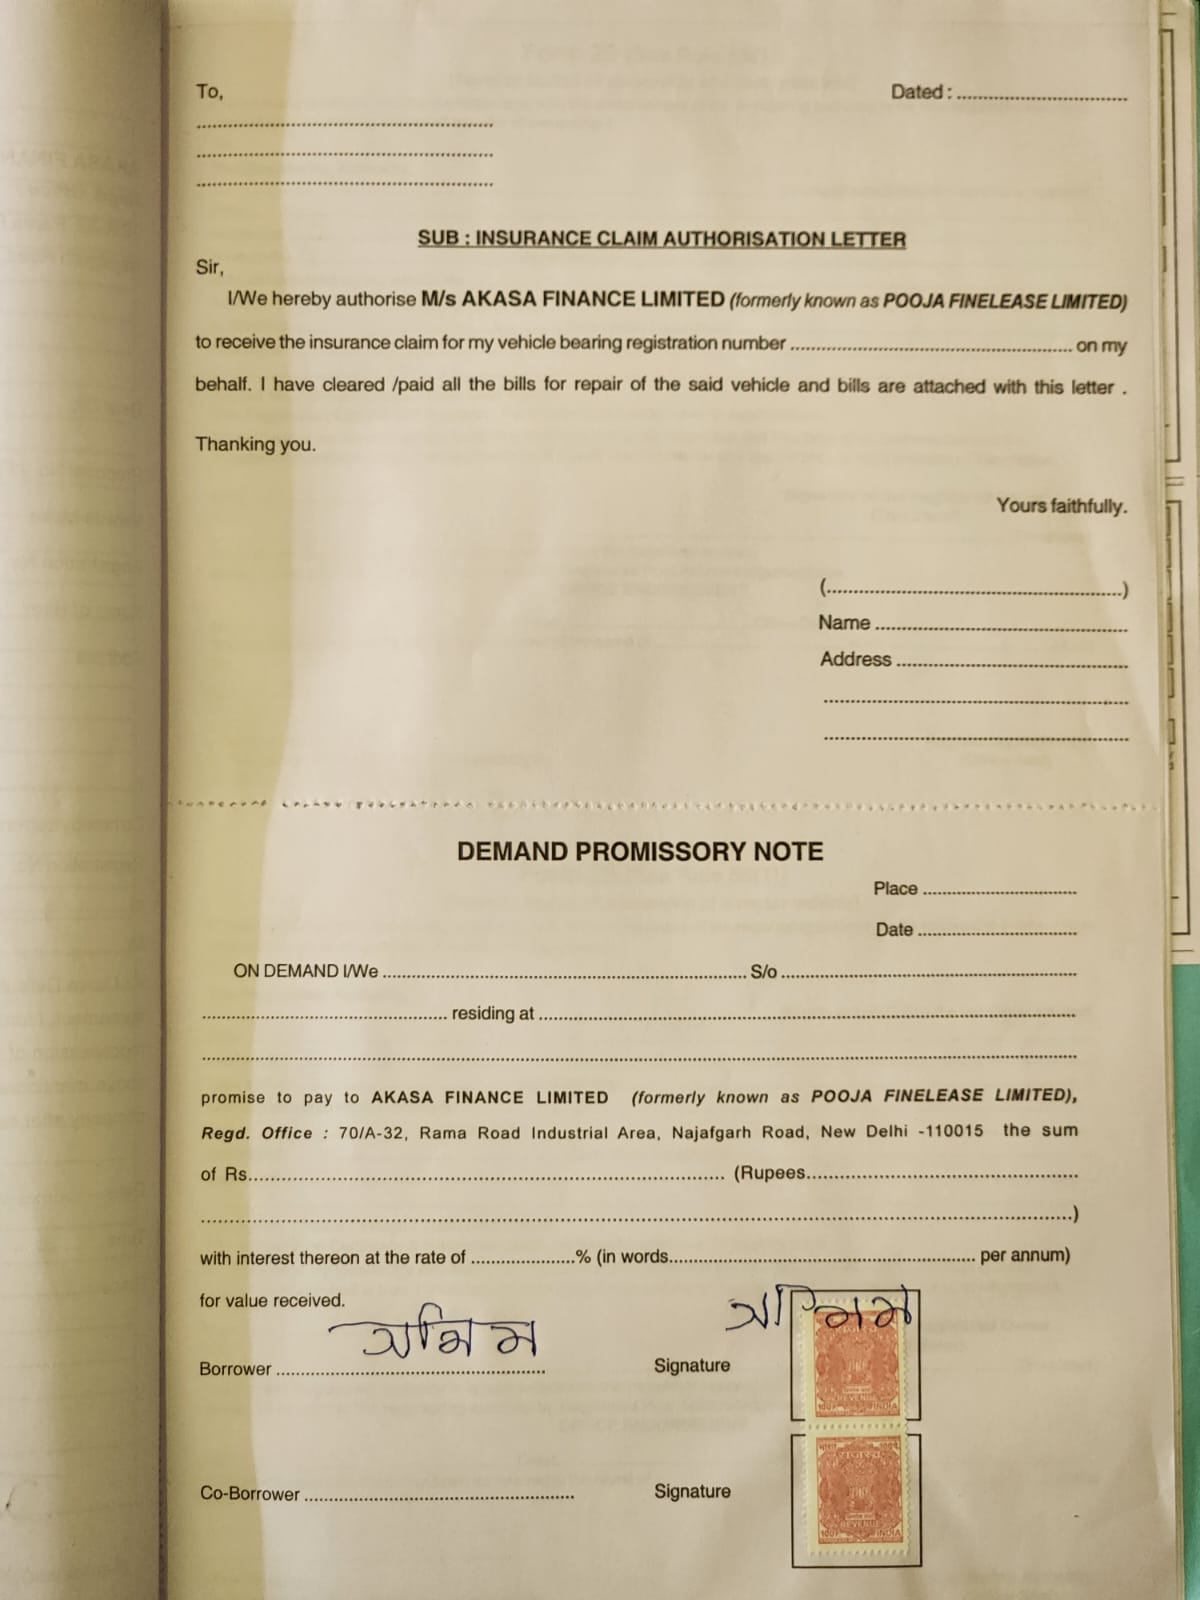 To,
Dated : ..............................
....................................................
....................................................
....................................................
SUB : INSURANCE CLAIM AUTHORISATION LETTER
Sir,
I/We hereby authorise M/s AKASA FINANCE LIMITED (formerly known as POOJA FINELEASE LIMITED)
to receive the insurance claim for my vehicle bearing registration number .................................................. on my
behalf. I have cleared /paid all the bills for repair of the said vehicle and bills are attached with this letter .
Thanking you.
Yours faithfully.
(....................................................)
Name ............................................
Address ........................................
......................................................
......................................................
DEMAND PROMISSORY NOTE
Place ...........................
Date ............................
ON DEMAND I/We ................................................................ S/o ....................................................
........................................... residing at ..............................................................................................
............................................................................................................................................................
promise to pay to AKASA FINANCE LIMITED (formerly known as POOJA FINELEASE LIMITED),
Regd. Office : 70/A-32, Rama Road Industrial Area, Najafgarh Road, New Delhi -110015 the sum
of Rs.................................................................................... (Rupees................................................
..........................................................................................................................................................)
with interest thereon at the rate of ..................% (in words...................................................... per annum)
for value received.
Borrower ................................................
Signature
Co-Borrower ................................................
Signature
REVENUE
INDIA
भारत
REVENUE
INDIA